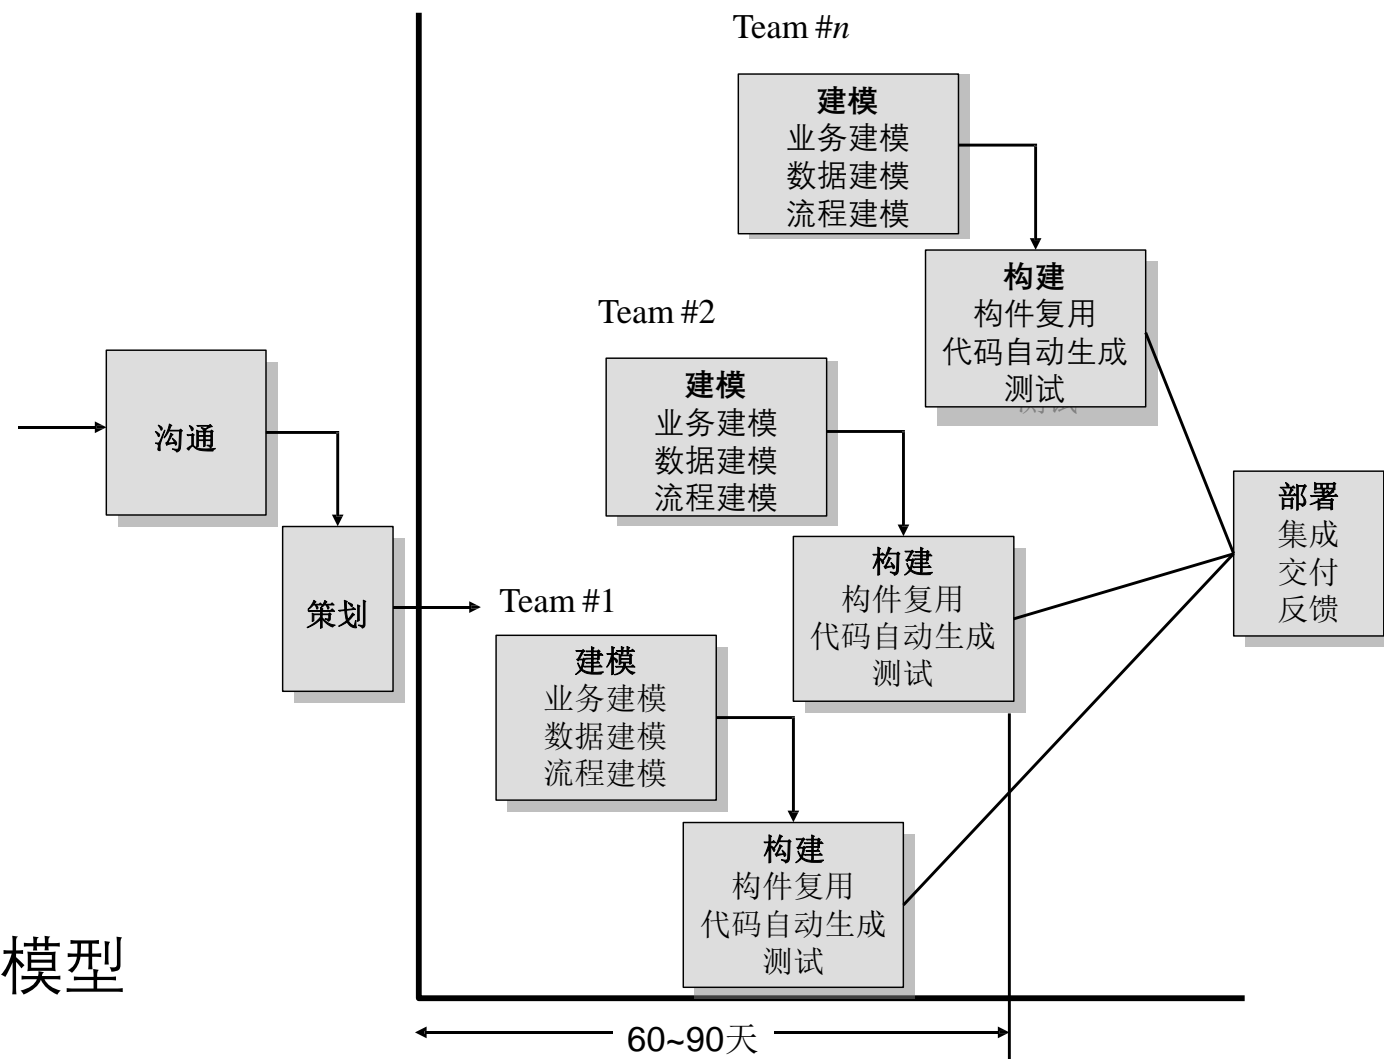 Team #n
建模
业务建模
数据建模
流程建模
构建
构件复用
代码自动生成
测试
Team #2
建模
业务建模
数据建模
流程建模
构建
构件复用
代码自动生成
测试
沟通
策划
Team #1
建模
业务建模
数据建模
流程建模
构建
构件复用
代码自动生成
测试
部署
集成
交付
反馈
模型
60~90天